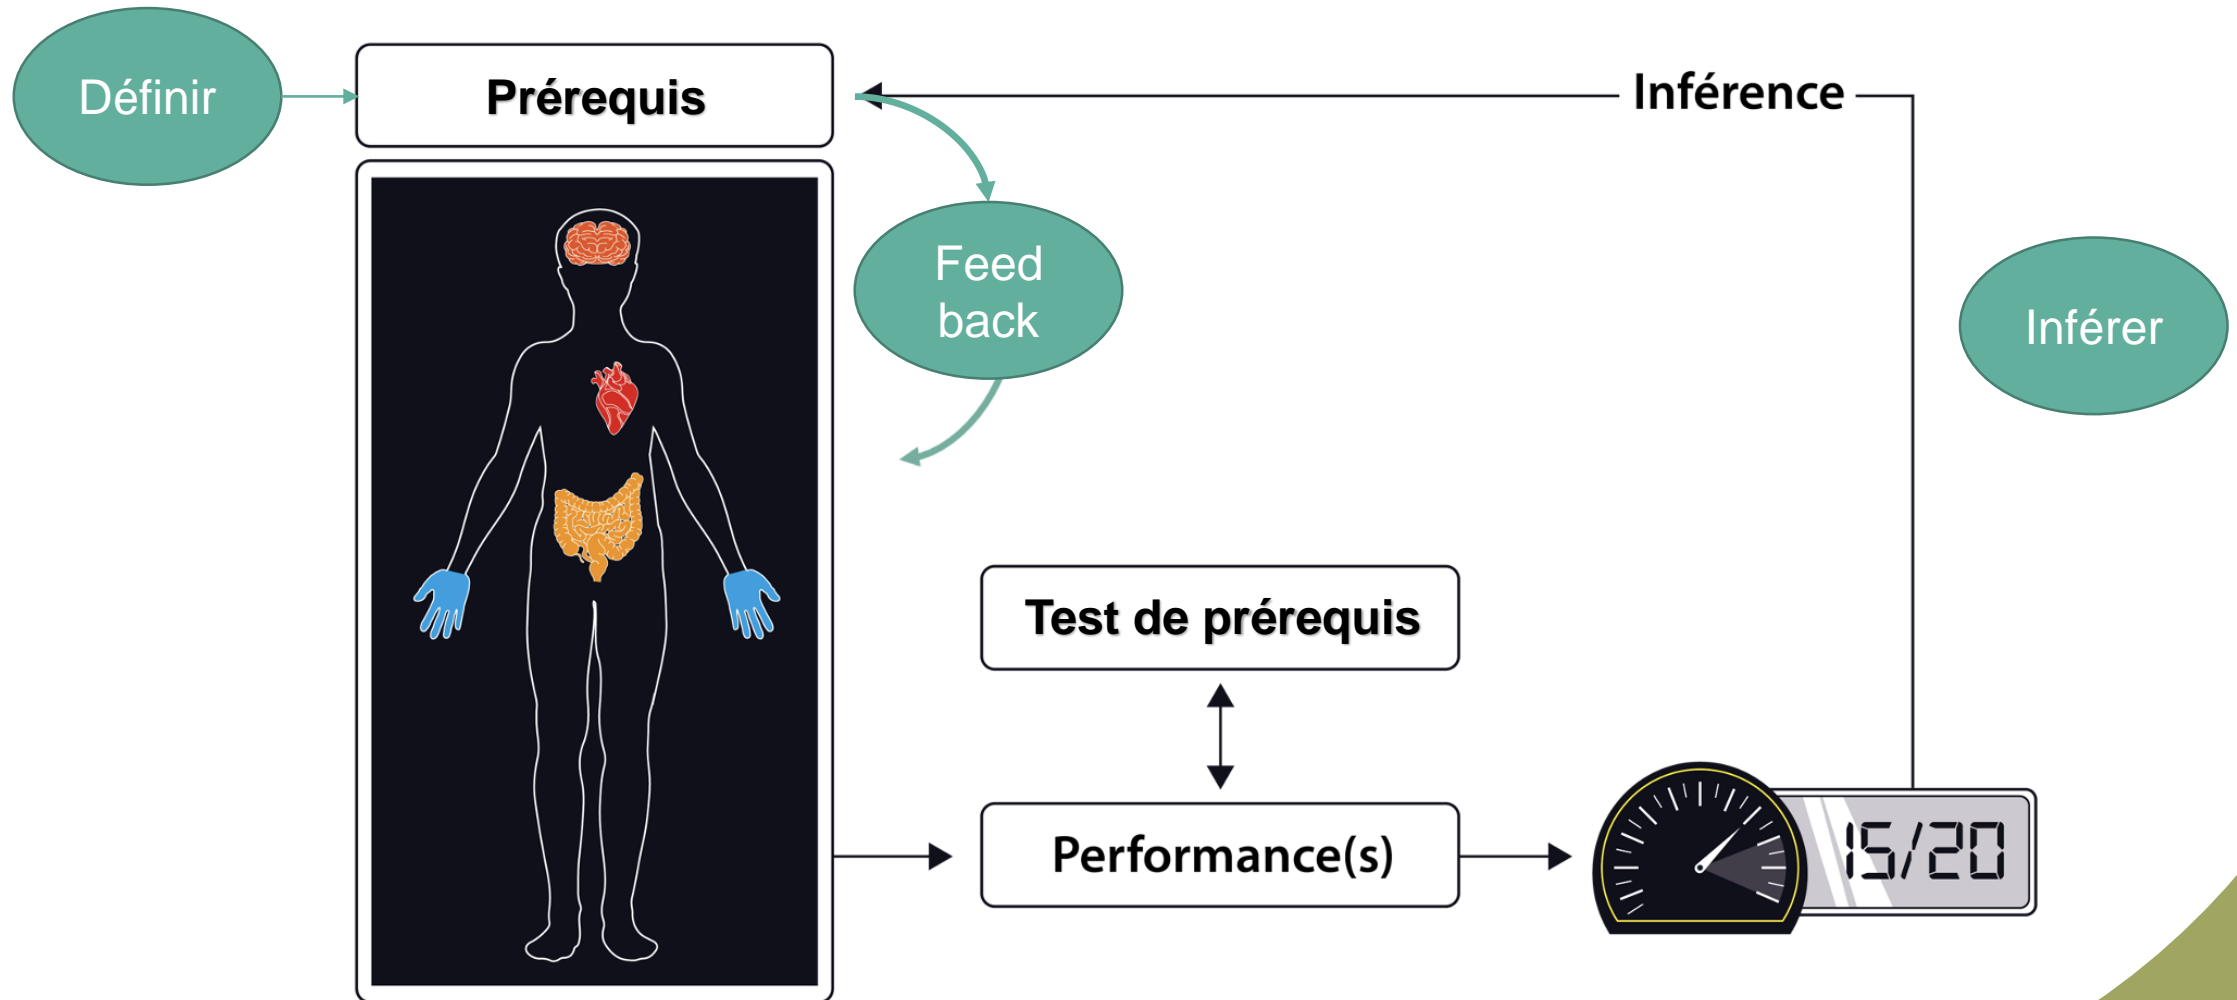 Définir
Prérequis
Inférence
Feed
back
Inférer
Test de prérequis
Performance(s)
15/20